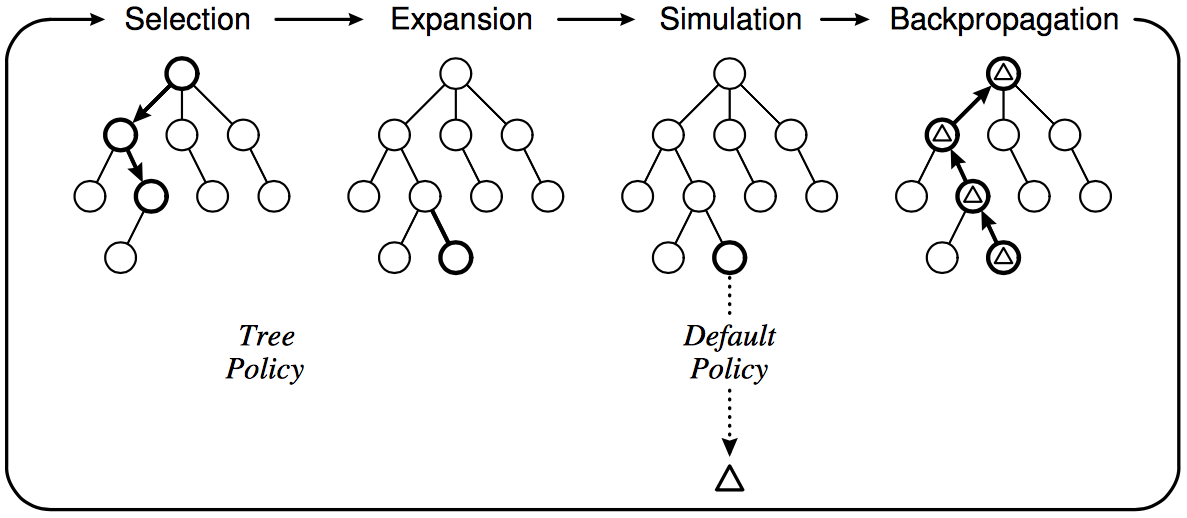 Selection
Expansion
Simulation
Backpropagation
Tree
Policy
Default
Policy